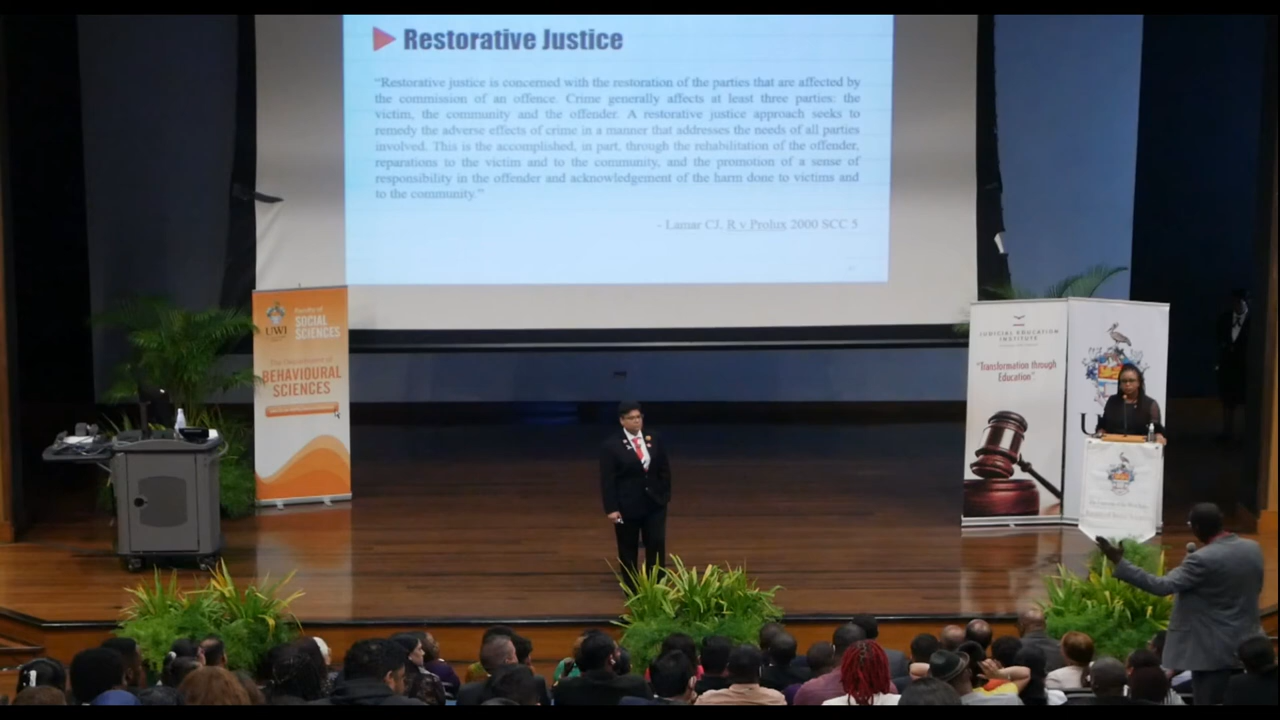 Restorative Justice
“Restorative justice is concerned with the restoration of the parties that are affected by
the commission of an offence. Crime generally affects at least three parties: the
victim, the community and the offender. A restorative justice approach seeks to
remedy the adverse effects of crime in a manner that addresses the needs of all parties
involved. This is the accomplished, in part, through the rehabilitation of the offender,
reparations to the victim and to the community, and the promotion of a sense of
responsibility in the offender and acknowledgement of the harm done to victims and
to the community.”
- Lamar CJ, R v Prolux 2000 SCC 5
UWI
Faculty of
SOCIAL
SCIENCES
The Department of
BEHAVIOURAL
SCIENCES
JUDICIAL EDUCATION
INSTITUTE
"Transformation through
Education"
U